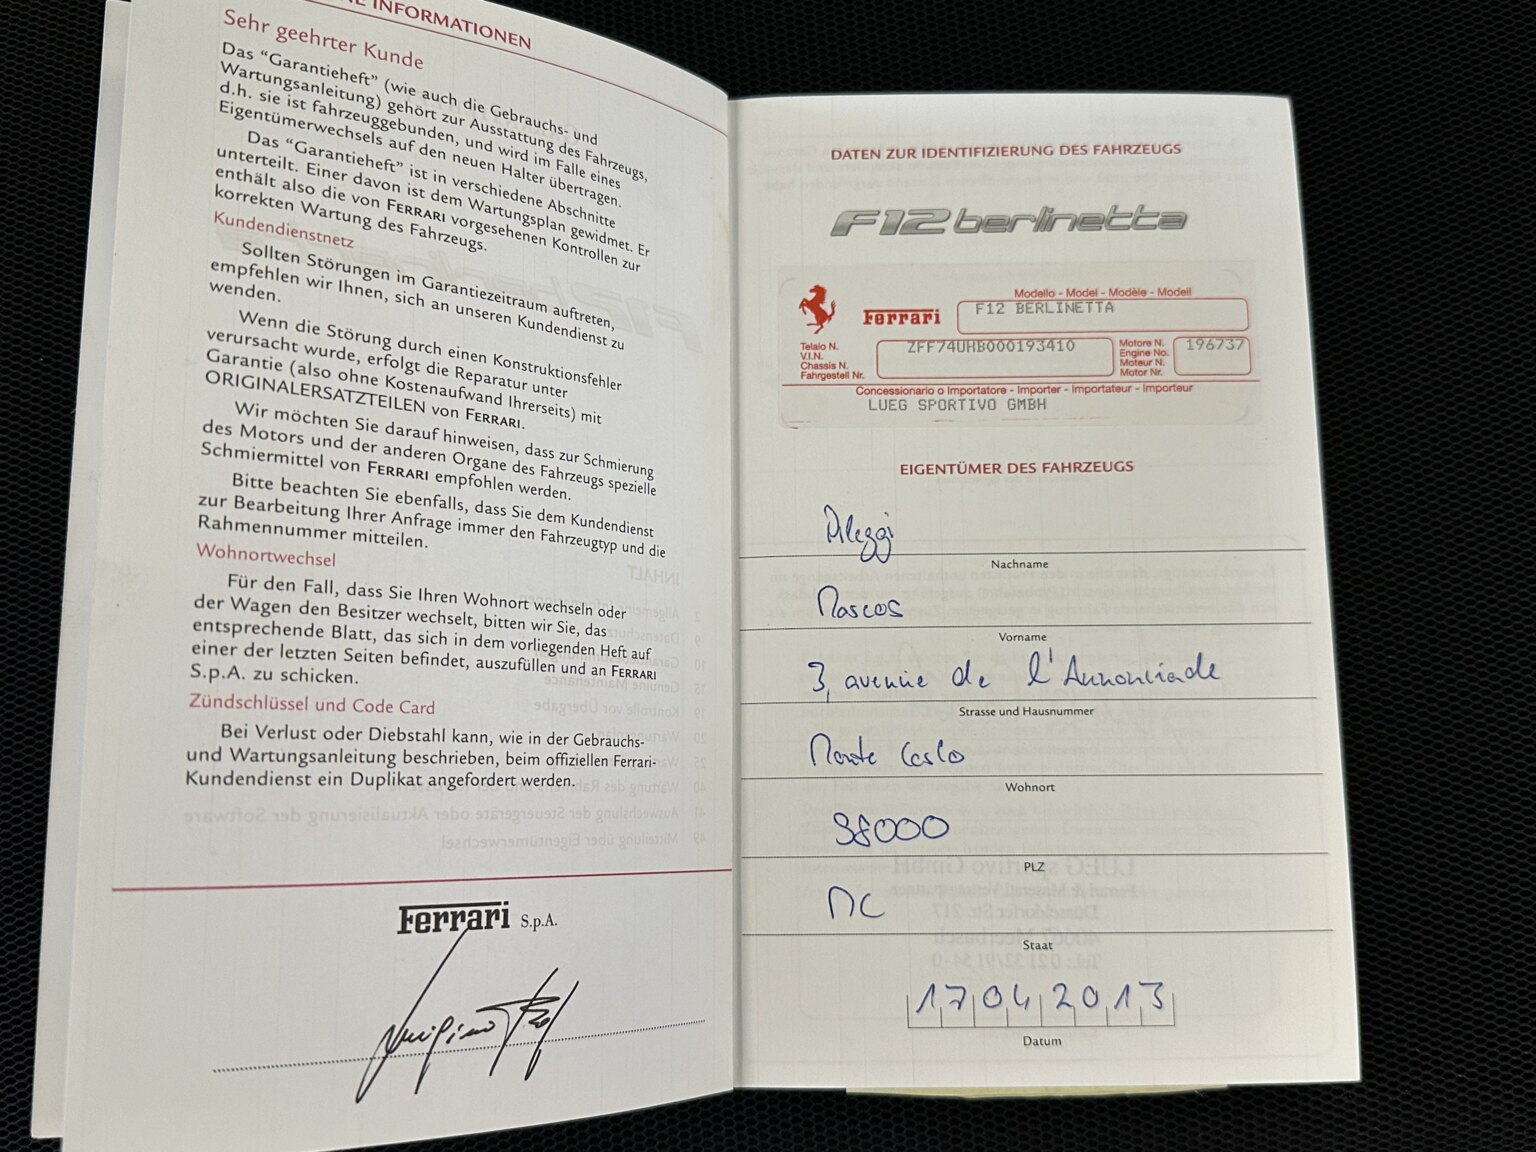 NE INFORMATIONEN
Sehr geehrter Kunde
Das “Garantieheft” (wie auch die Gebrauchs- und
Wartungsanleitung) gehört zur Ausstattung des Fahrzeugs,
d.h. sie ist fahrzeuggebunden, und wird im Falle eines
Eigentümerwechsels auf den neuen Halter übertragen.
Das “Garantieheft” ist in verschiedene Abschnitte
unterteilt. Einer davon ist dem Wartungsplan gewidmet. Er
enthält also die von FERRARI vorgesehenen Kontrollen zur
korrekten Wartung des Fahrzeugs.
Kundendienstnetz
Sollten Störungen im Garantiezeitraum auftreten,
empfehlen wir Ihnen, sich an unseren Kundendienst zu
wenden.
Wenn die Störung durch einen Konstruktionsfehler
verursacht wurde, erfolgt die Reparatur unter
Garantie (also ohne Kostenaufwand Ihrerseits) mit
ORIGINALERSATZTEILEN von FERRARI.
Wir möchten Sie darauf hinweisen, dass zur Schmierung
des Motors und der anderen Organe des Fahrzeugs spezielle
Schmiermittel von FERRARI empfohlen werden.
Bitte beachten Sie ebenfalls, dass Sie dem Kundendienst
zur Bearbeitung Ihrer Anfrage immer den Fahrzeugtyp und die
Rahmennummer mitteilen.
Wohnortwechsel
Für den Fall, dass Sie Ihren Wohnort wechseln oder
der Wagen den Besitzer wechselt, bitten wir Sie, das
entsprechende Blatt, das sich in dem vorliegenden Heft auf
einer der letzten Seiten befindet, auszufüllen und an FERRARI
S.p.A. zu schicken.
Zündschlüssel und Code Card
Bei Verlust oder Diebstahl kann, wie in der Gebrauchs-
und Wartungsanleitung beschrieben, beim offiziellen Ferrari-
Kundendienst ein Duplikat angefordert werden.
Ferrari S.p.A.
DATEN ZUR IDENTIFIZIERUNG DES FAHRZEUGS
F12 berlinetta
Modello - Model - Modèle - Modell
Ferrari F12 BERLINETTA
Telaio N.
V.I.N.
Chassis N.
Fahrgestell Nr.
ZFF74UHB000193410
Motore N.
Engine No.
Moteur N.
Motor Nr.
196737
Concessionario o Importatore - Importer - Importateur - Importeur
LUEG SPORTIVO GMBH
EIGENTÜMER DES FAHRZEUGS
Nachname
Marcos
Vorname
3, avenue de l'Annonciade
Strasse und Hausnummer
Monte Carlo
Wohnort
98000
PLZ
MC
Staat
17 04 2013
Datum